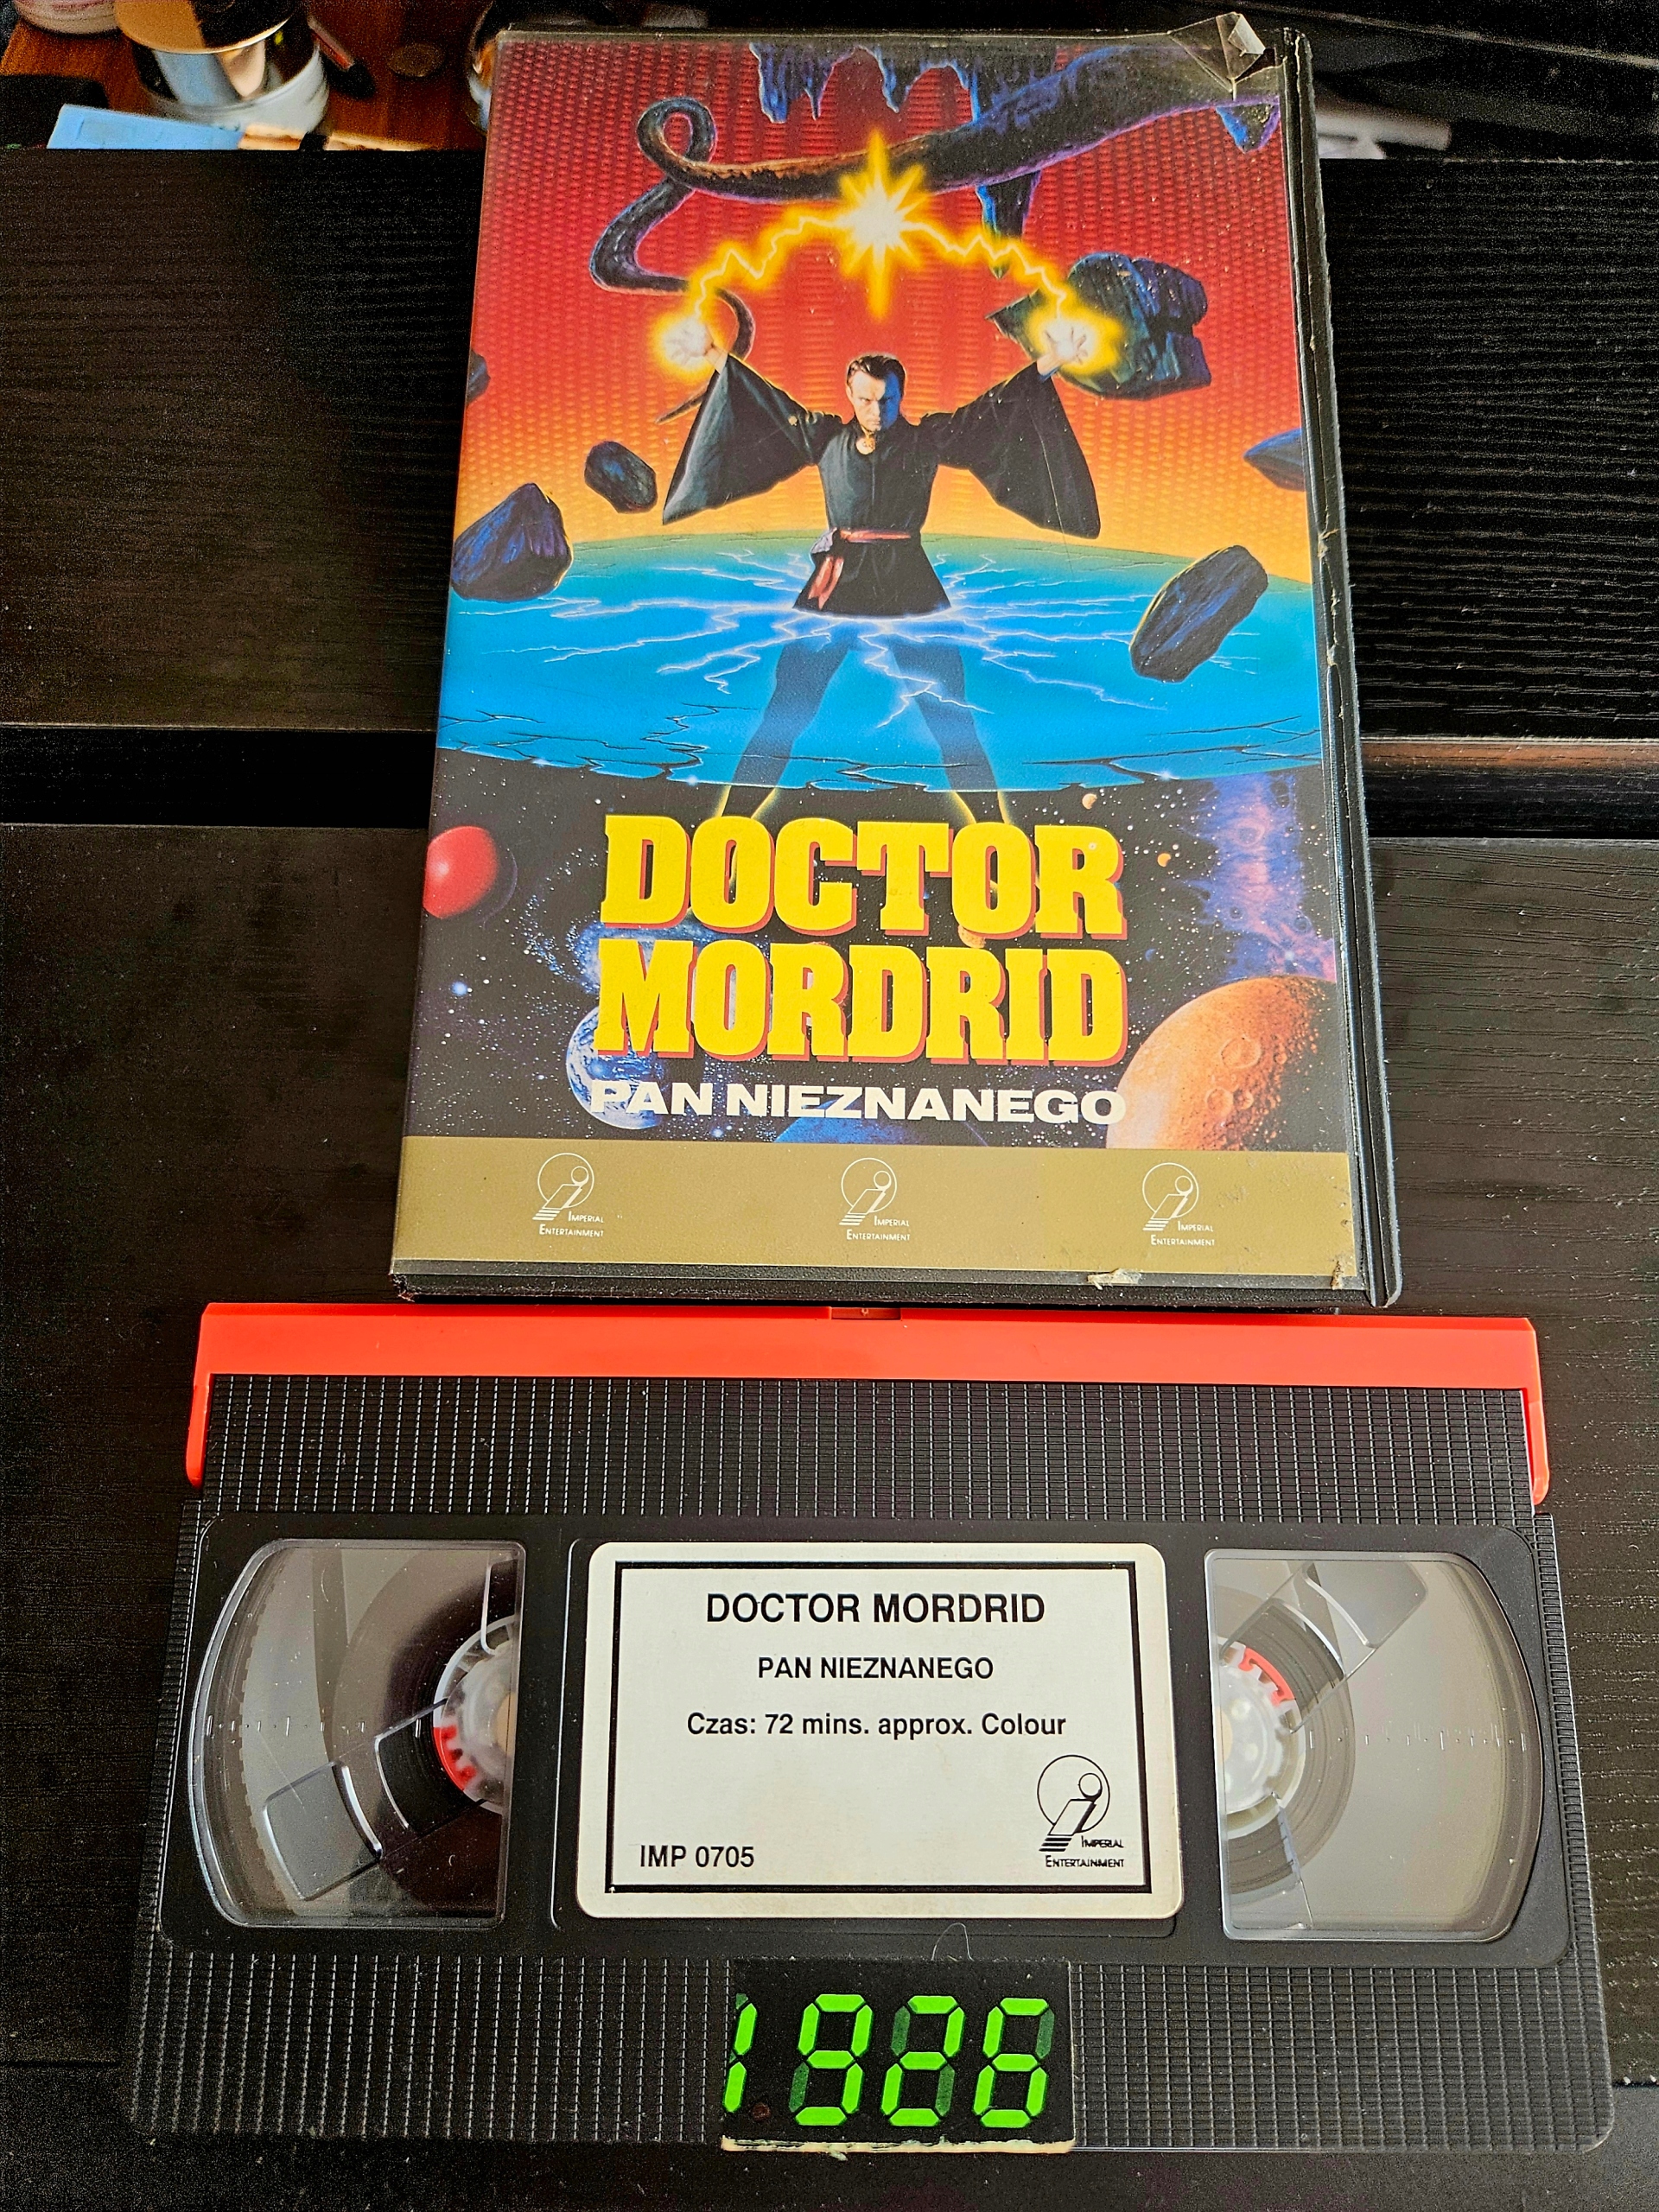 DOCTOR
MORDRID
PAN NIEZNANEGO
IMPERIAL
ENTERTAINMENT
IMPERIAL
ENTERTAINMENT
IMPERIAL
ENTERTAINMENT
DOCTOR MORDRID
PAN NIEZNANEGO
Czas: 72 mins. approx. Colour
IMPERIAL
ENTERTAINMENT
IMP 0705
1926